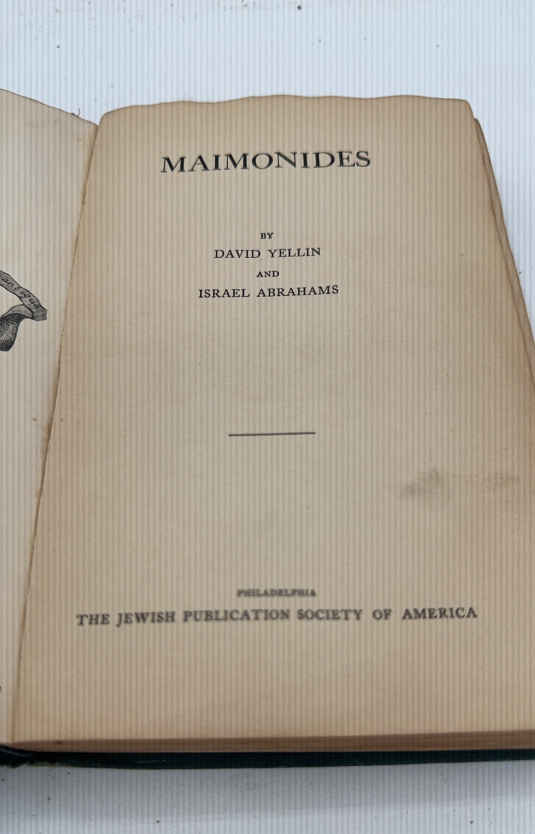 MAIMONIDES
BY
DAVID YELLIN
AND
ISRAEL ABRAHAMS
PHILADELPHIA
THE JEWISH PUBLICATION SOCIETY OF AMERICA